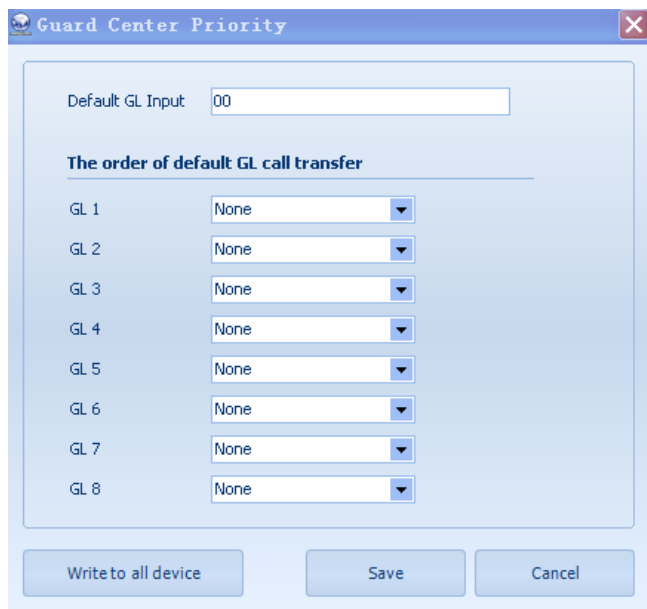 Guard Center Priority
Default GL Input 00
The order of default GL call transfer
GL 1 None
GL 2 None
GL 3 None
GL 4 None
GL 5 None
GL 6 None
GL 7 None
GL 8 None
Write to all device Save Cancel